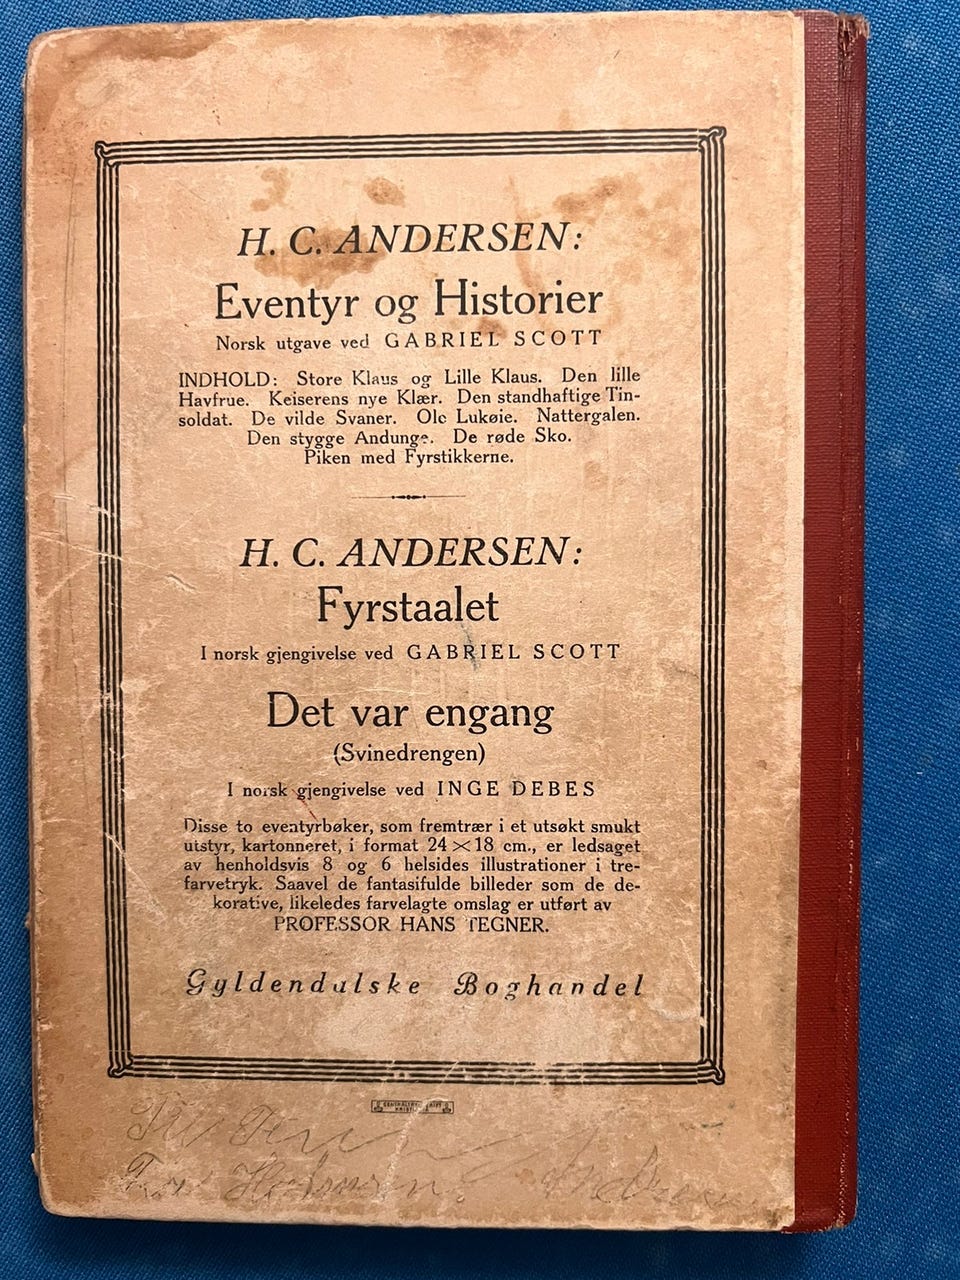 H. C. ANDERSEN:
Eventyr og Historier
Norsk utgave ved GABRIEL SCOTT
INDHOLD: Store Klaus og Lille Klaus. Den lille
Havfrue. Keiserens nye Klær. Den standhaftige Tin-
soldat. De vilde Svaner. Ole Lukøie. Nattergalen.
Den stygge Andunge. De røde Sko.
Piken med Fyrstikkerne.
H. C. ANDERSEN:
Fyrstaalet
I norsk gjengivelse ved GABRIEL SCOTT
Det var engang
(Svinedrengen)
I norsk gjengivelse ved INGE DEBES
Disse to eventyrbøker, som fremtrær i et utsøkt smukt
utstyr, kartonneret, i format 24 × 18 cm., er ledsaget
av henholdsvis 8 og 6 helsides illustrationer i tre-
farvetryk. Saavel de fantasifulde billeder som de de-
korative, likeledes farvelagte omslag er utført av
PROFESSOR HANS TEGNER.
Gyldendalske Boghandel